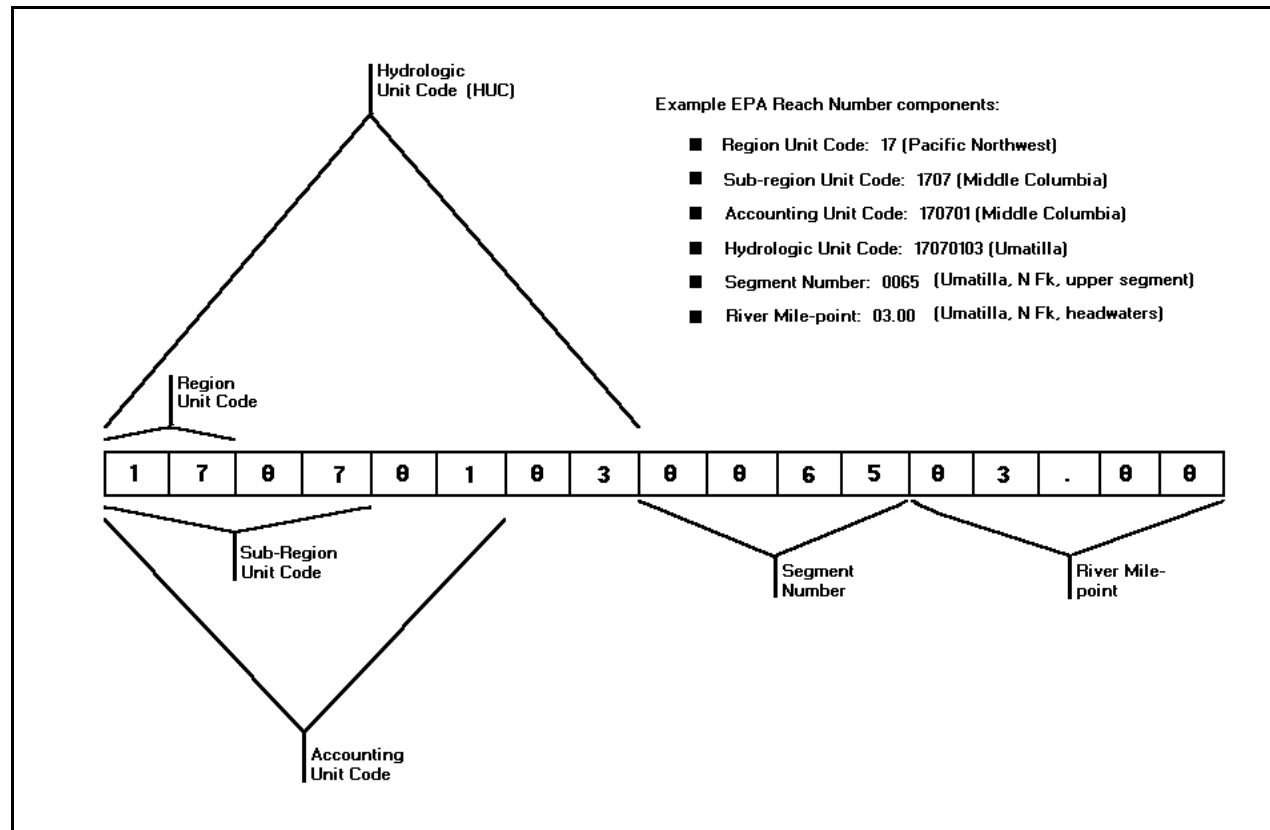 Hydrologic
Unit Code (HUC)
Example EPA Reach Number components:
■ Region Unit Code: 17 (Pacific Northwest)
■ Sub-region Unit Code: 1707 (Middle Columbia)
■ Accounting Unit Code: 170701 (Middle Columbia)
■ Hydrologic Unit Code: 17070103 (Umatilla)
■ Segment Number: 0065 (Umatilla, N Fk, upper segment)
■ River Mile-point: 03.00 (Umatilla, N Fk, headwaters)
Region
Unit Code
1 7 0 7 0 1 0 3 0 0 6 5 0 3 . 0 0
Sub-Region
Unit Code
Segment
Number
River Mile-
point
Accounting
Unit Code